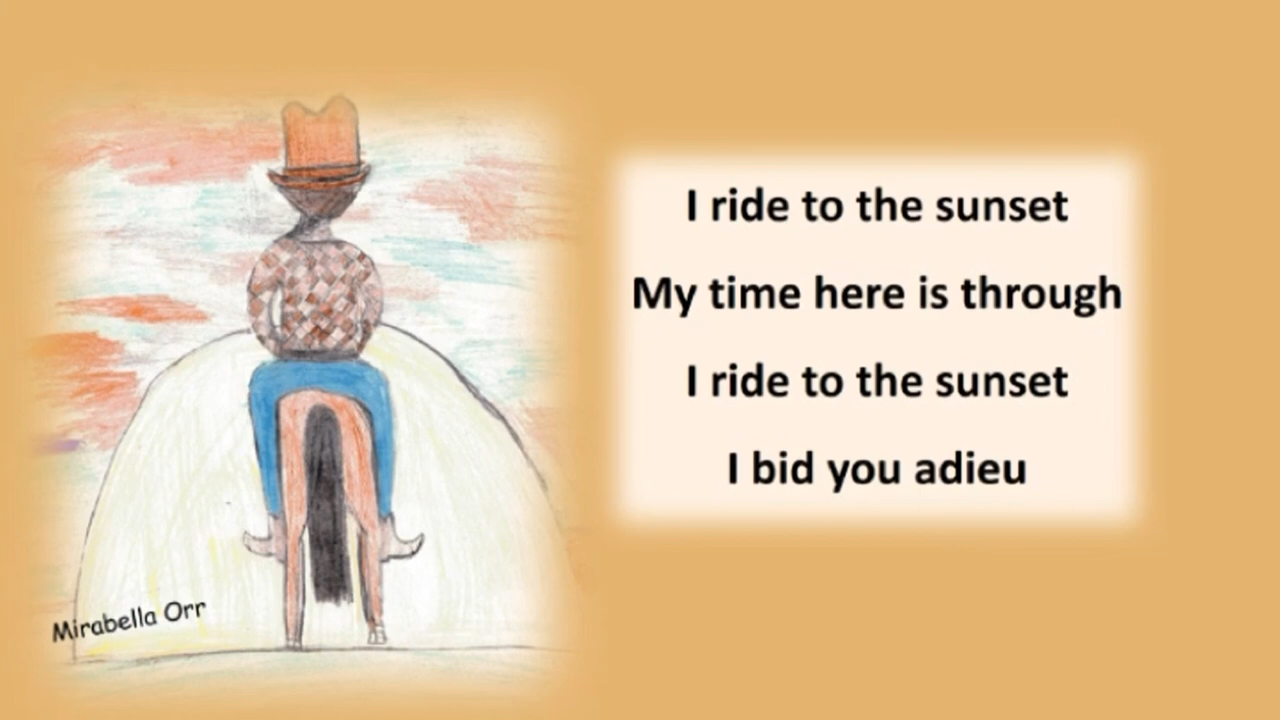 I ride to the sunset
My time here is through
I ride to the sunset
I bid you adieu
Mirabella Orr